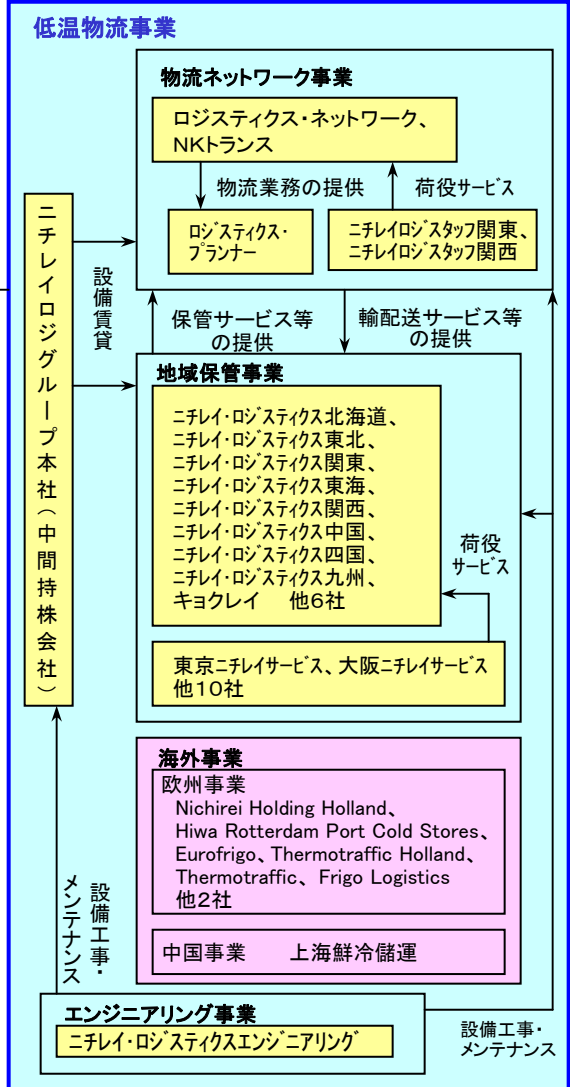 低温物流事業
物流ネットワーク事業
ロジスティクス・ネットワーク、
NKトランス
物流業務の提供
荷役サービス
ロジスティクス・
プランナー
ニチレイロジスタッフ関東、
ニチレイロジスタッフ関西
ニチレイロジグループ本社（中間持株会社）
設備賃貸
保管サービス等
の提供
輸配送サービス等
の提供
地域保管事業
ニチレイ・ロジスティクス北海道、
ニチレイ・ロジスティクス東北、
ニチレイ・ロジスティクス関東、
ニチレイ・ロジスティクス東海、
ニチレイ・ロジスティクス関西、
ニチレイ・ロジスティクス中国、
ニチレイ・ロジスティクス四国、
ニチレイ・ロジスティクス九州、
キョクレイ　他6社
荷役
サービス
東京ニチレイサービス、大阪ニチレイサービス
他10社
海外事業
欧州事業
Nichirei Holding Holland、
Hiwa Rotterdam Port Cold Stores、
Eurofrigo、Thermotraffic Holland、
Thermotraffic、 Frigo Logistics
他2社
中国事業　上海鮮冷儲運
設備工事・
メンテナンス
エンジニアリング事業
ニチレイ・ロジスティクスエンジニアリング
設備工事・
メンテナンス